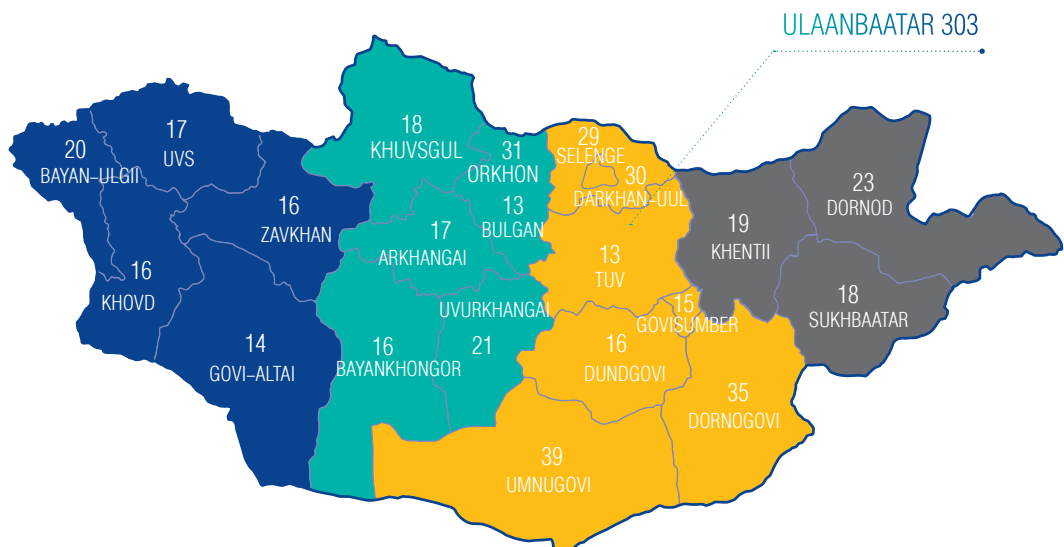 ULAANBAATAR 303
20
BAYAN–ULGII
17
UVS
16
ZAVKHAN
16
KHOVD
14
GOVI–ALTAI
18
KHUVSGUL
31
ORKHON
13
BULGAN
17
ARKHANGAI
UVURKHANGAI
21
16
BAYANKHONGOR
29
SELENGE
30
DARKHAN–UUL
13
TUV
15
GOVISUMBER
16
DUNDGOVI
35
DORNOGOVI
39
UMNUGOVI
19
KHENTII
23
DORNOD
18
SUKHBAATAR